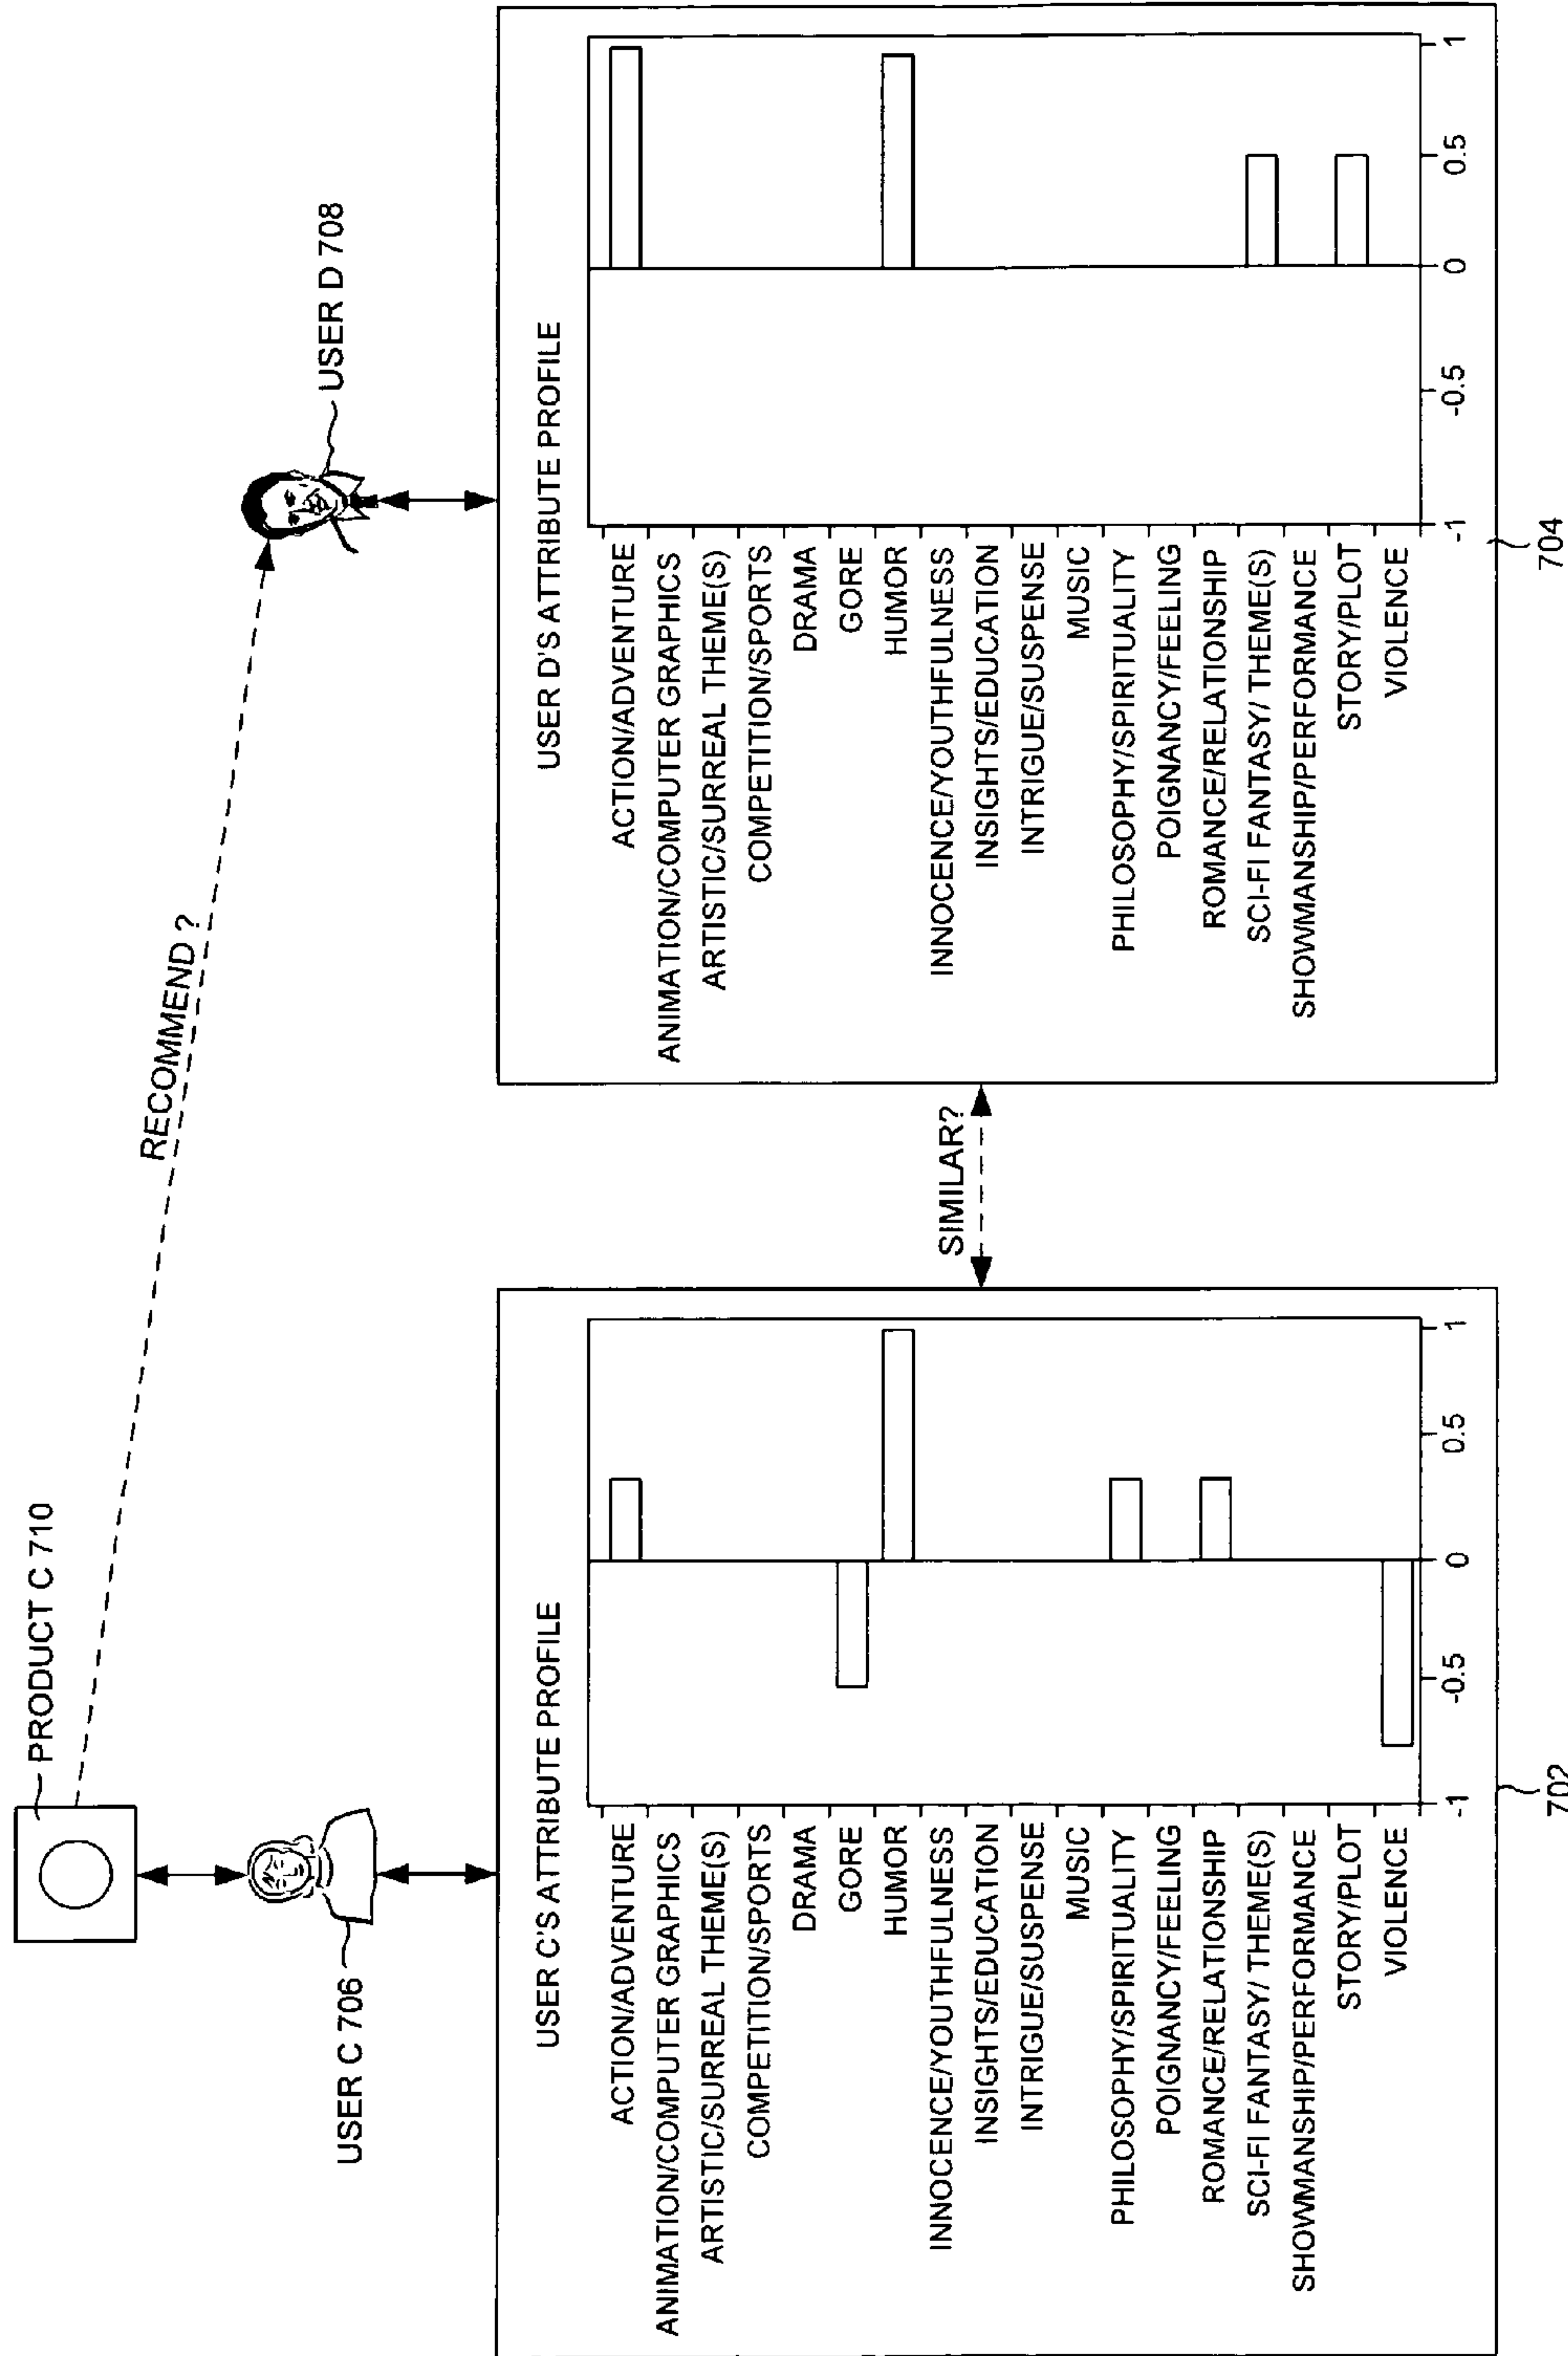 PRODUCT C 710
RECOMMEND ?
USER C 706
USER D 708
USER C'S ATTRIBUTE PROFILE
ACTION/ADVENTURE
ANIMATION/COMPUTER GRAPHICS
ARTISTIC/SURREAL THEME(S)
COMPETITION/SPORTS
DRAMA
GORE
HUMOR
INNOCENCE/YOUTHFULNESS
INSIGHTS/EDUCATION
INTRIGUE/SUSPENSE
MUSIC
PHILOSOPHY/SPIRITUALITY
POIGNANCY/FEELING
ROMANCE/RELATIONSHIP
SCI-FI FANTASY/ THEME(S)
SHOWMANSHIP/PERFORMANCE
STORY/PLOT
VIOLENCE
-1 -0.5 0 0.5 1
702
SIMILAR?
USER D'S ATTRIBUTE PROFILE
ACTION/ADVENTURE
ANIMATION/COMPUTER GRAPHICS
ARTISTIC/SURREAL THEME(S)
COMPETITION/SPORTS
DRAMA
GORE
HUMOR
INNOCENCE/YOUTHFULNESS
INSIGHTS/EDUCATION
INTRIGUE/SUSPENSE
MUSIC
PHILOSOPHY/SPIRITUALITY
POIGNANCY/FEELING
ROMANCE/RELATIONSHIP
SCI-FI FANTASY/ THEME(S)
SHOWMANSHIP/PERFORMANCE
STORY/PLOT
VIOLENCE
-1 -0.5 0 0.5 1
704